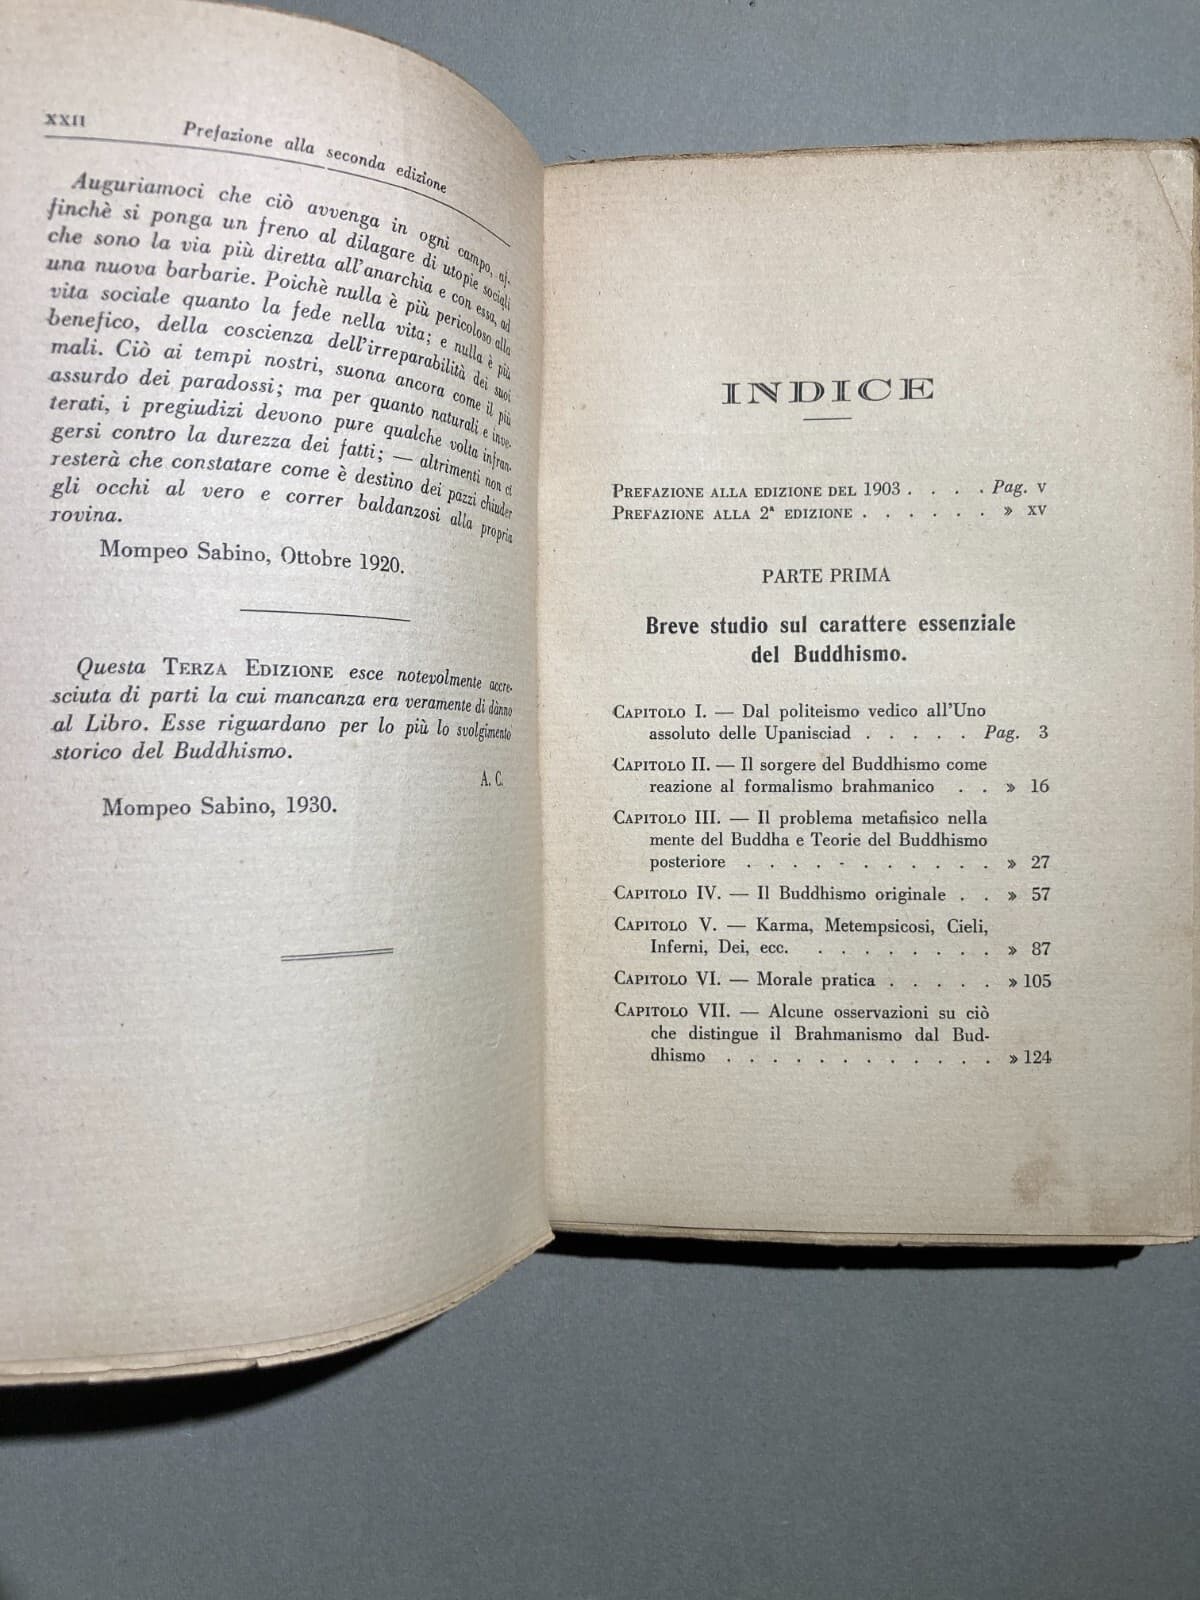 XXII Prefazione alla seconda edizione
Auguriamoci che ciò avvenga in ogni campo, af-
finchè si ponga un freno al dilagare di utopie sociali
che sono la via più diretta all'anarchia e con essa, ad
una nuova barbarie. Poichè nulla è più pericoloso alla
vita sociale quanto la fede nella vita; e nulla è più
benefico, della coscienza dell'irreparabilità dei suoi
mali. Ciò ai tempi nostri, suona ancora come il più
assurdo dei paradossi; ma per quanto naturali e inve-
terati, i pregiudizi devono pure qualche volta infran-
gersi contro la durezza dei fatti; — altrimenti non ci
resterà che constatare come è destino dei pazzi chiuder
gli occhi al vero e correr baldanzosi alla propria
rovina.
Mompeo Sabino, Ottobre 1920.
Questa TERZA EDIZIONE esce notevolmente accre-
sciuta di parti la cui mancanza era veramente di dànno
al Libro. Esse riguardano per lo più lo svolgimento
storico del Buddhismo.
A. C.
Mompeo Sabino, 1930.
INDICE
PREFAZIONE ALLA EDIZIONE DEL 1903 . . . . Pag. V
PREFAZIONE ALLA 2ª EDIZIONE . . . . . . » XV
PARTE PRIMA
Breve studio sul carattere essenziale
del Buddhismo.
CAPITOLO I. — Dal politeismo vedico all'Uno
assoluto delle Upanisciad . . . . . Pag. 3
CAPITOLO II. — Il sorgere del Buddhismo come
reazione al formalismo brahmanico . . » 16
CAPITOLO III. — Il problema metafisico nella
mente del Buddha e Teorie del Buddhismo
posteriore . . . . . . . . . . . » 27
CAPITOLO IV. — Il Buddhismo originale . . » 57
CAPITOLO V. — Karma, Metempsicosi, Cieli,
Inferni, Dei, ecc. . . . . . . . . » 87
CAPITOLO VI. — Morale pratica . . . . . » 105
CAPITOLO VII. — Alcune osservazioni su ciò
che distingue il Brahmanismo dal Bud-
dhismo . . . . . . . . . . . . » 124